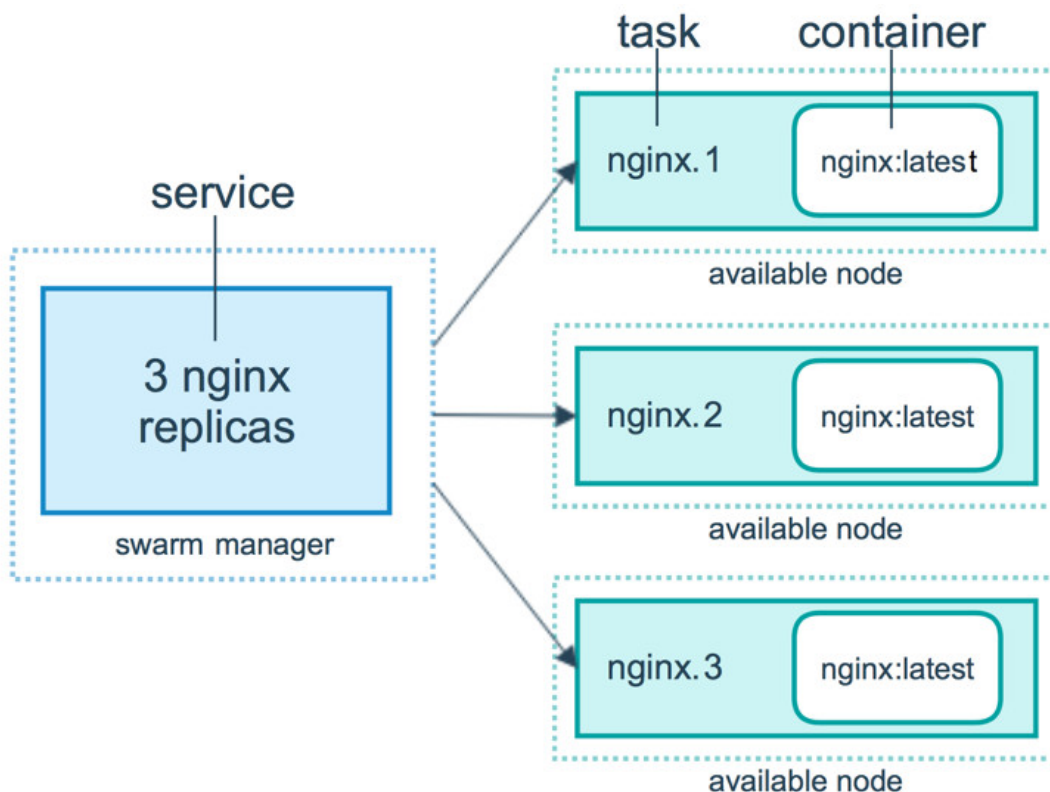 task
container
nginx.1
nginx:latest
available node
service
3 nginx
replicas
swarm manager
nginx.2
nginx:latest
available node
nginx.3
nginx:latest
available node